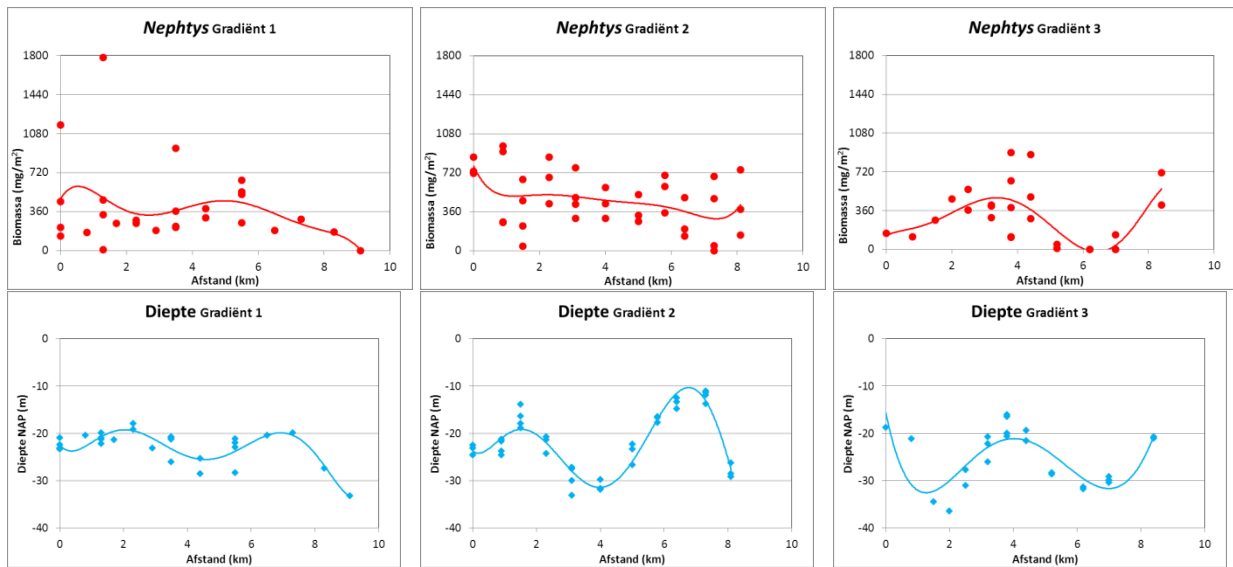 Nephtys Gradiënt 1
1800
1440
1080
720
360
0
Biomassa (mg/m²)
0 2 4 6 8 10
Afstand (km)
Nephtys Gradiënt 2
1800
1440
1080
720
360
0
Biomassa (mg/m²)
0 2 4 6 8 10
Afstand (km)
Nephtys Gradiënt 3
1800
1440
1080
720
360
0
Biomassa (mg/m²)
0 2 4 6 8 10
Afstand (km)
Diepte Gradiënt 1
0
-10
-20
-30
-40
Diepte NAP (m)
0 2 4 6 8 10
Afstand (km)
Diepte Gradiënt 2
0
-10
-20
-30
-40
Diepte NAP (m)
0 2 4 6 8 10
Afstand (km)
Diepte Gradiënt 3
0
-10
-20
-30
-40
Diepte NAP (m)
0 2 4 6 8 10
Afstand (km)